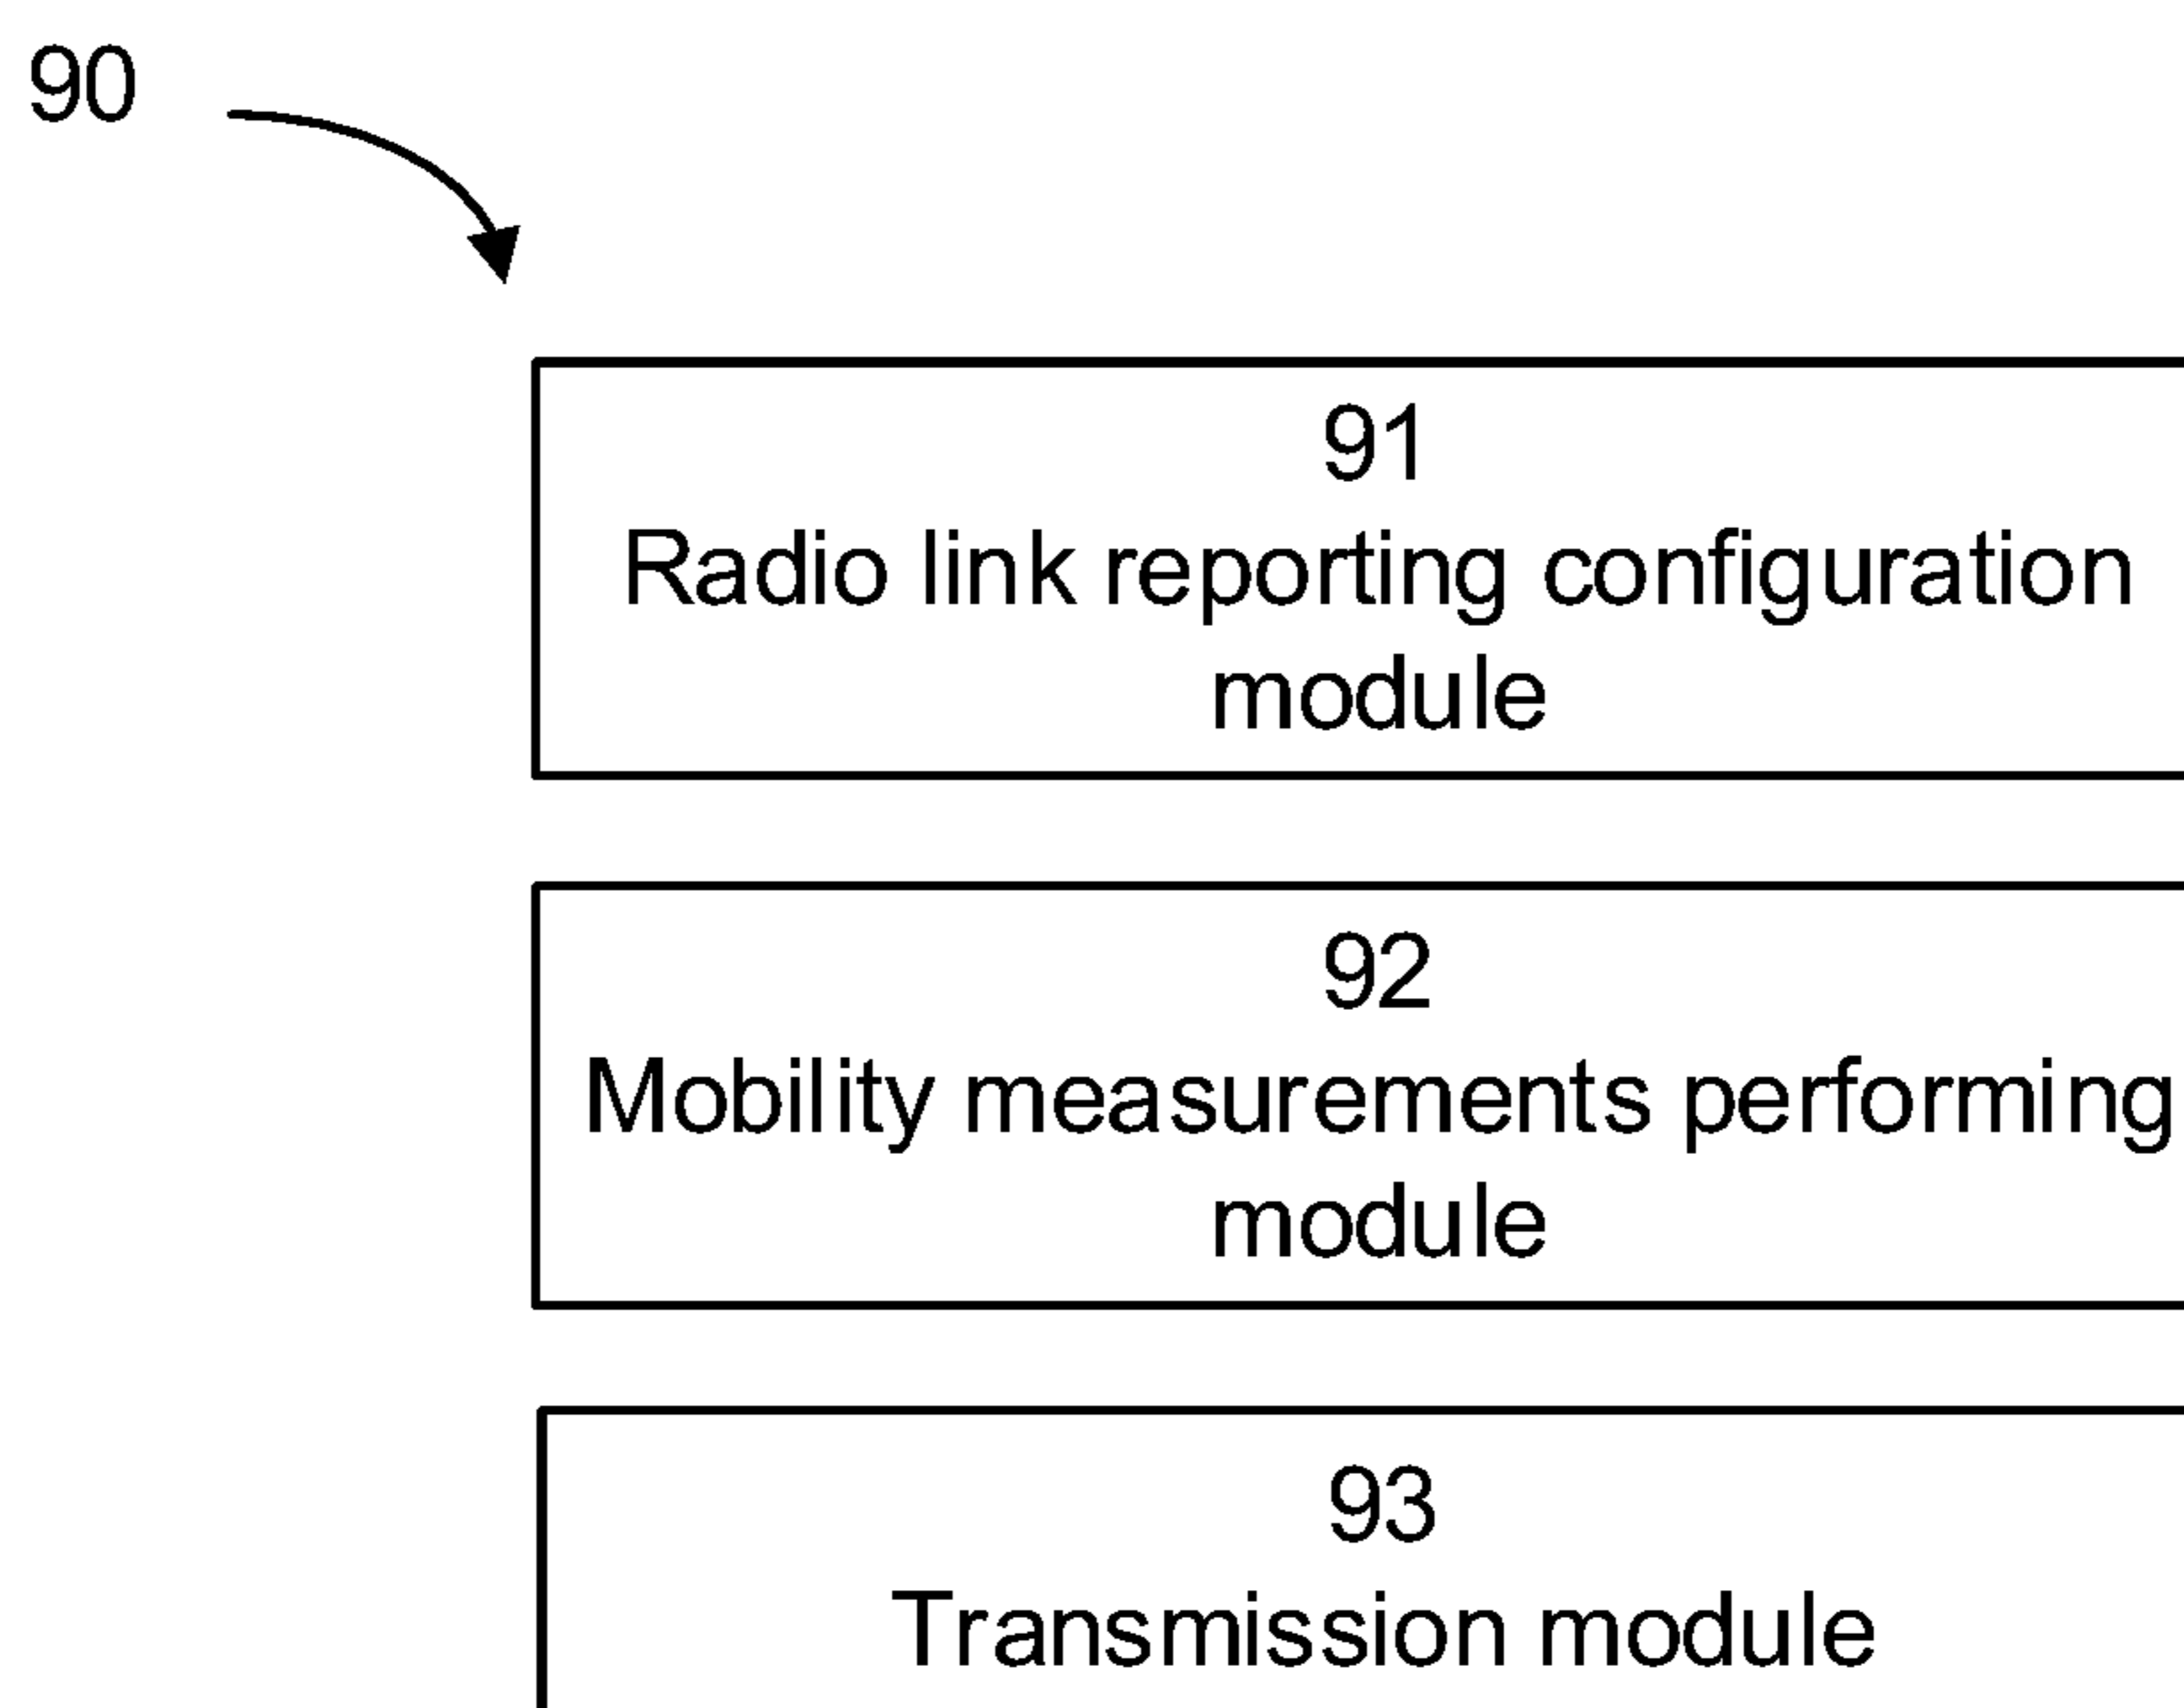 90
91
Radio link reporting configuration
module
92
Mobility measurements performing
module
93
Transmission module